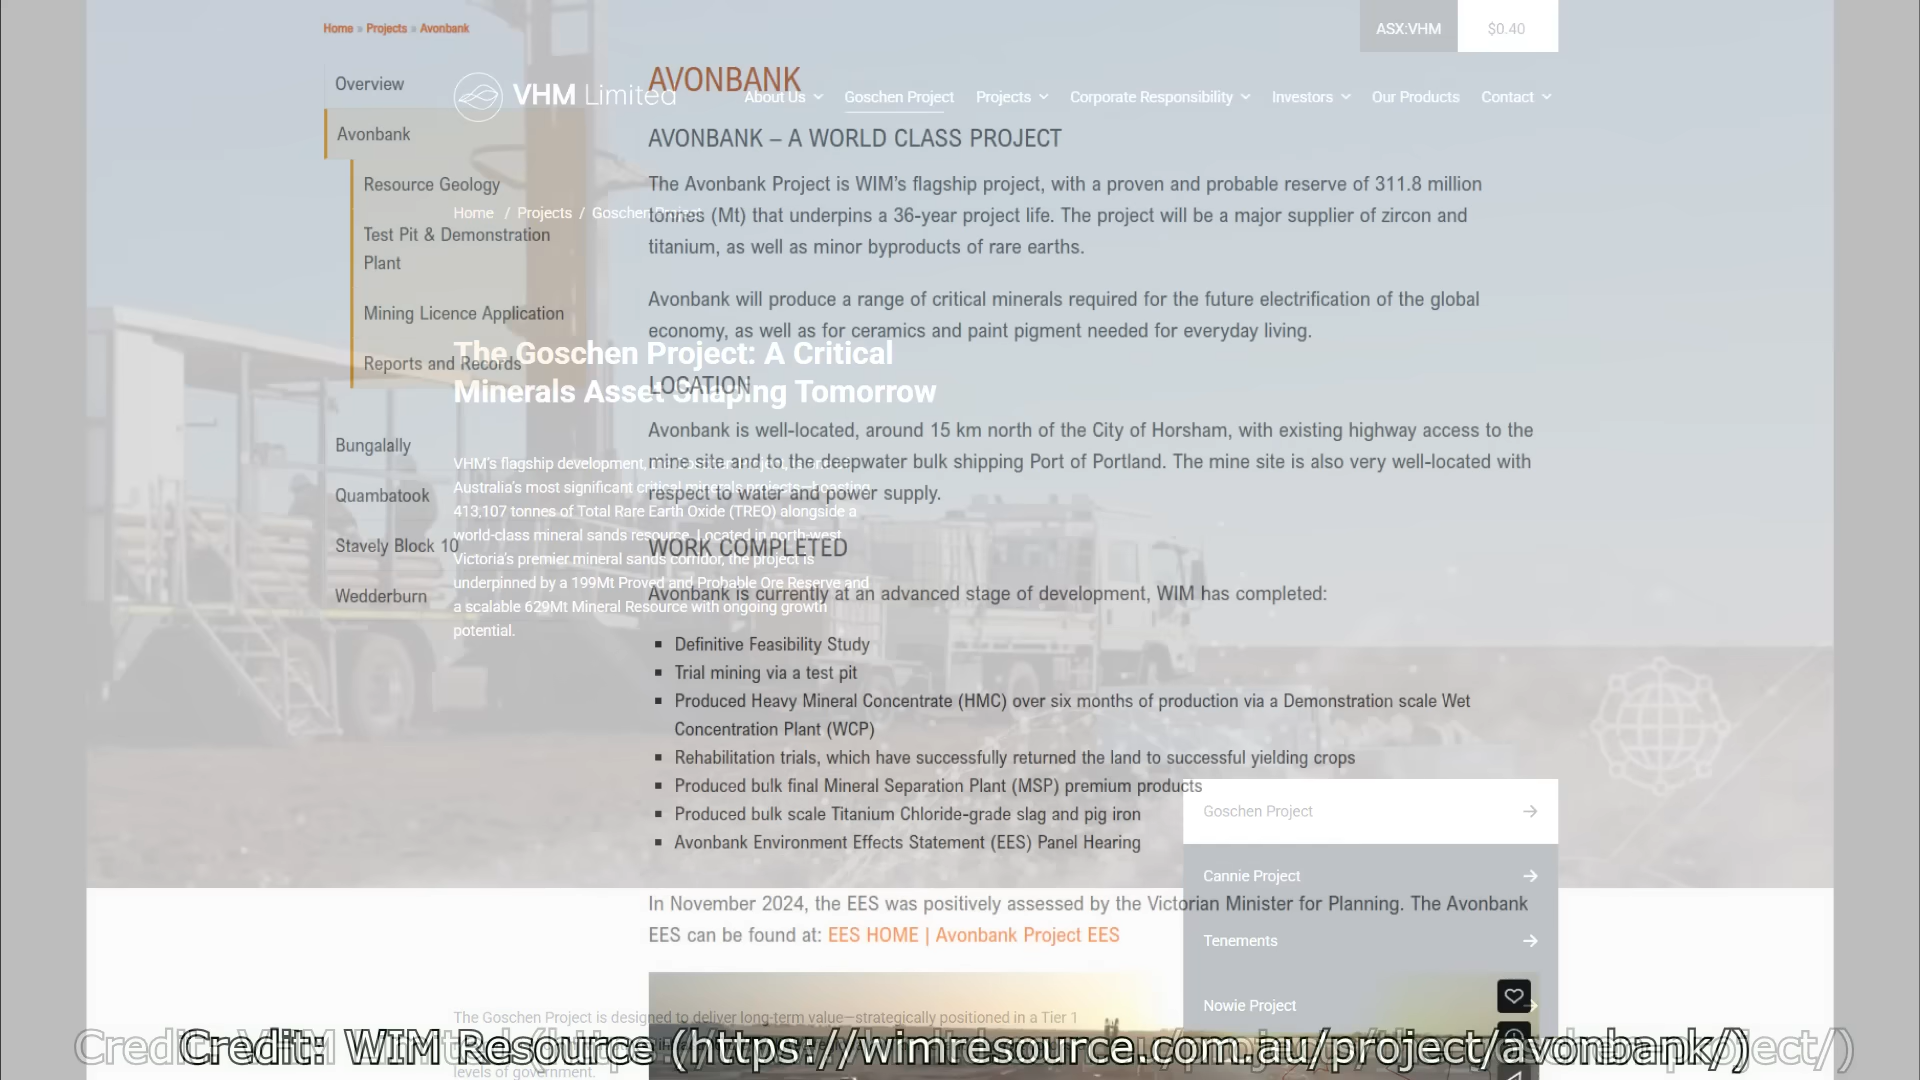 Home » Projects » Avonbank
ASX:VHM
$0.40
Overview
Avonbank
Resource Geology
Test Pit & Demonstration
Plant
Mining Licence Application
Reports and Records
Bungalally
Quambatook
Stavely Block 10
Wedderburn
VHM Limited
About Us
Goschen Project
Projects
Corporate Responsibility
Investors
Our Products
Contact
Home / Projects / Goschen Project
The Goschen Project: A Critical
Minerals Asset Shaping Tomorrow
VHM's flagship development,
Australia's most significant critical minerals projects—boasting
413,107 tonnes of Total Rare Earth Oxide (TREO) alongside a
world-class mineral sands resource. Located in north-west
Victoria's premier mineral sands corridor, the project is
underpinned by a 199Mt Proved and Probable Ore Reserve and
a scalable 629Mt Mineral Resource with ongoing growth
potential.
AVONBANK
AVONBANK – A WORLD CLASS PROJECT
The Avonbank Project is WIM's flagship project, with a proven and probable reserve of 311.8 million
tonnes (Mt) that underpins a 36-year project life. The project will be a major supplier of zircon and
titanium, as well as minor byproducts of rare earths.
Avonbank will produce a range of critical minerals required for the future electrification of the global
economy, as well as for ceramics and paint pigment needed for everyday living.
LOCATION
Avonbank is well-located, around 15 km north of the City of Horsham, with existing highway access to the
mine site and to the deepwater bulk shipping Port of Portland. The mine site is also very well-located with
respect to water and power supply.
WORK COMPLETED
Avonbank is currently at an advanced stage of development, WIM has completed:
Definitive Feasibility Study
Trial mining via a test pit
Produced Heavy Mineral Concentrate (HMC) over six months of production via a Demonstration scale Wet
Concentration Plant (WCP)
Rehabilitation trials, which have successfully returned the land to successful yielding crops
Produced bulk final Mineral Separation Plant (MSP) premium products
Produced bulk scale Titanium Chloride-grade slag and pig iron
Avonbank Environment Effects Statement (EES) Panel Hearing
In November 2024, the EES was positively assessed by the Victorian Minister for Planning. The Avonbank
EES can be found at: EES HOME | Avonbank Project EES
Goschen Project
Cannie Project
Tenements
Nowie Project
The Goschen Project is designed to deliver long-term value—strategically positioned in a Tier 1
levels of government.
Credit: WIM Resource (https://wimresource.com.au/project/avonbank/)